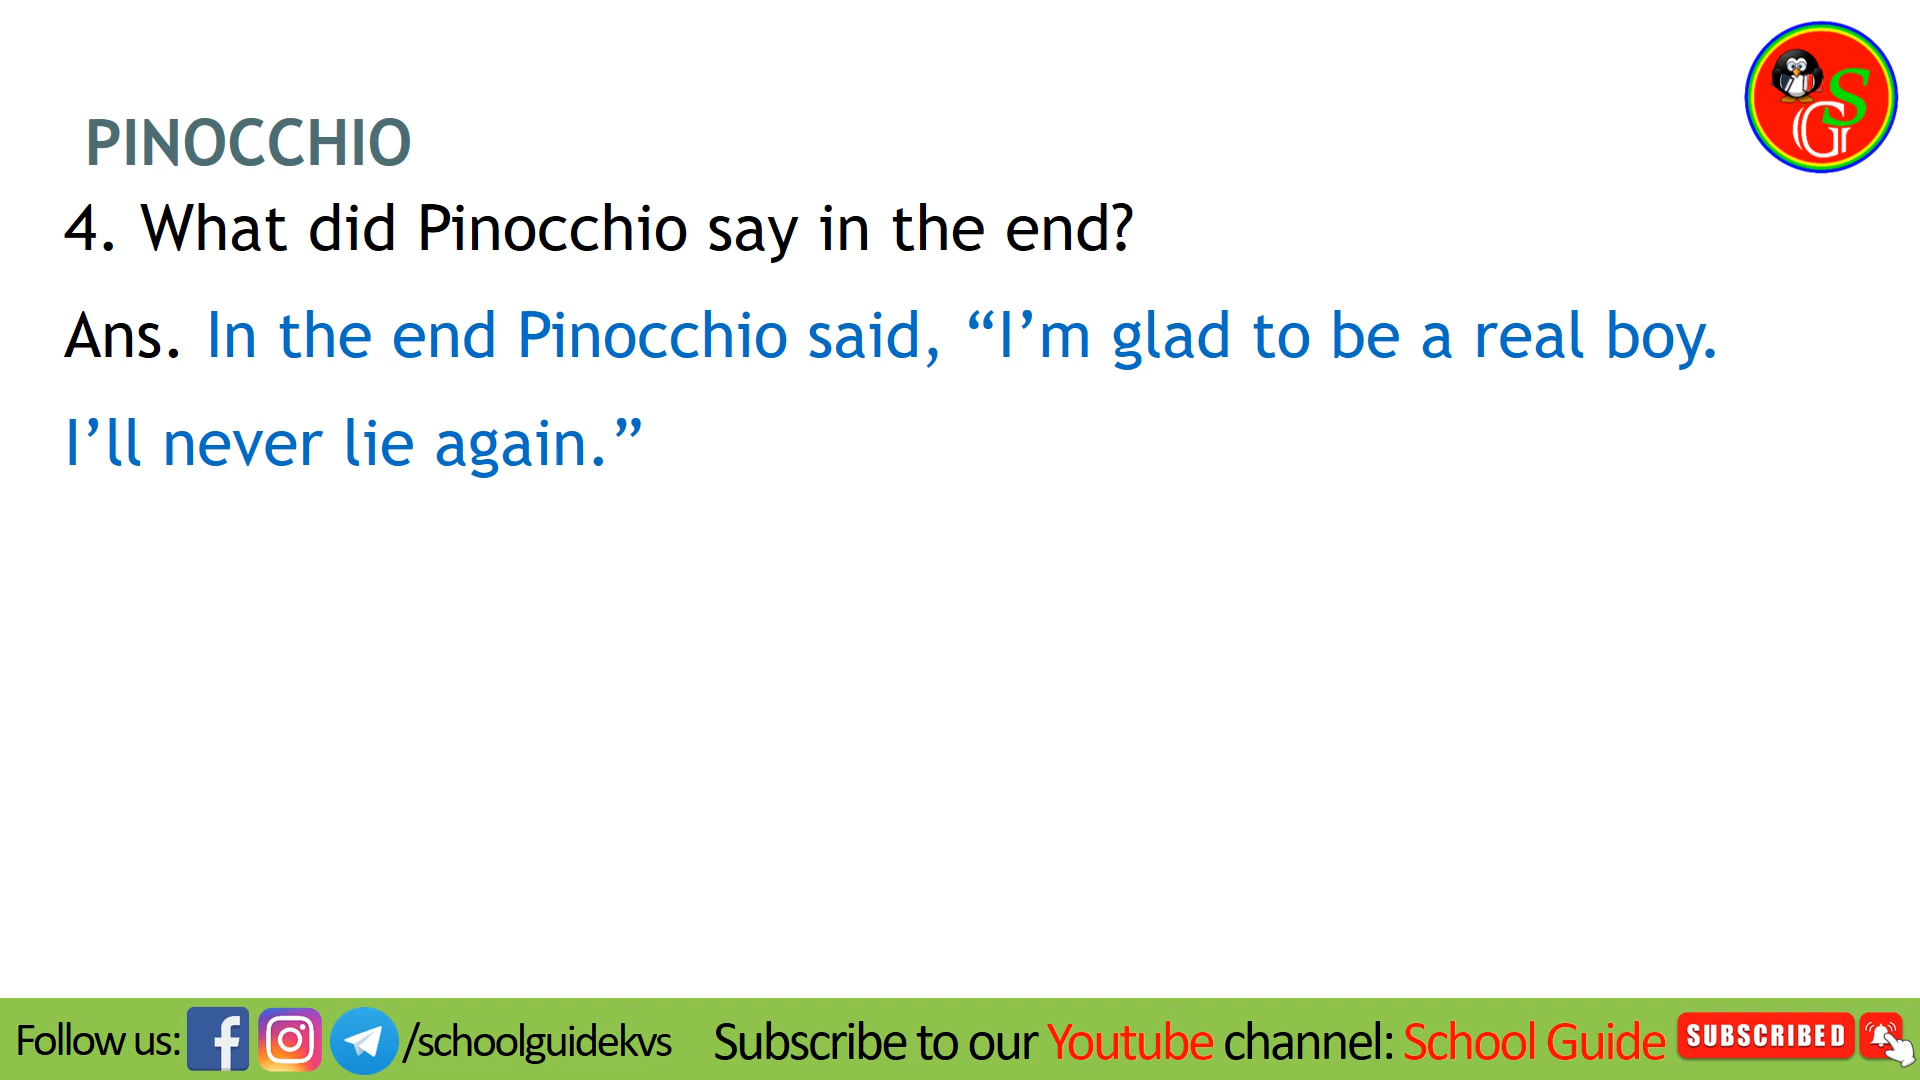 PINOCCHIO
4. What did Pinocchio say in the end?
Ans. In the end Pinocchio said, “I’m glad to be a real boy.
I’ll never lie again.”
SG
Follow us: /schoolguidekvs Subscribe to our Youtube channel: School Guide SUBSCRIBED